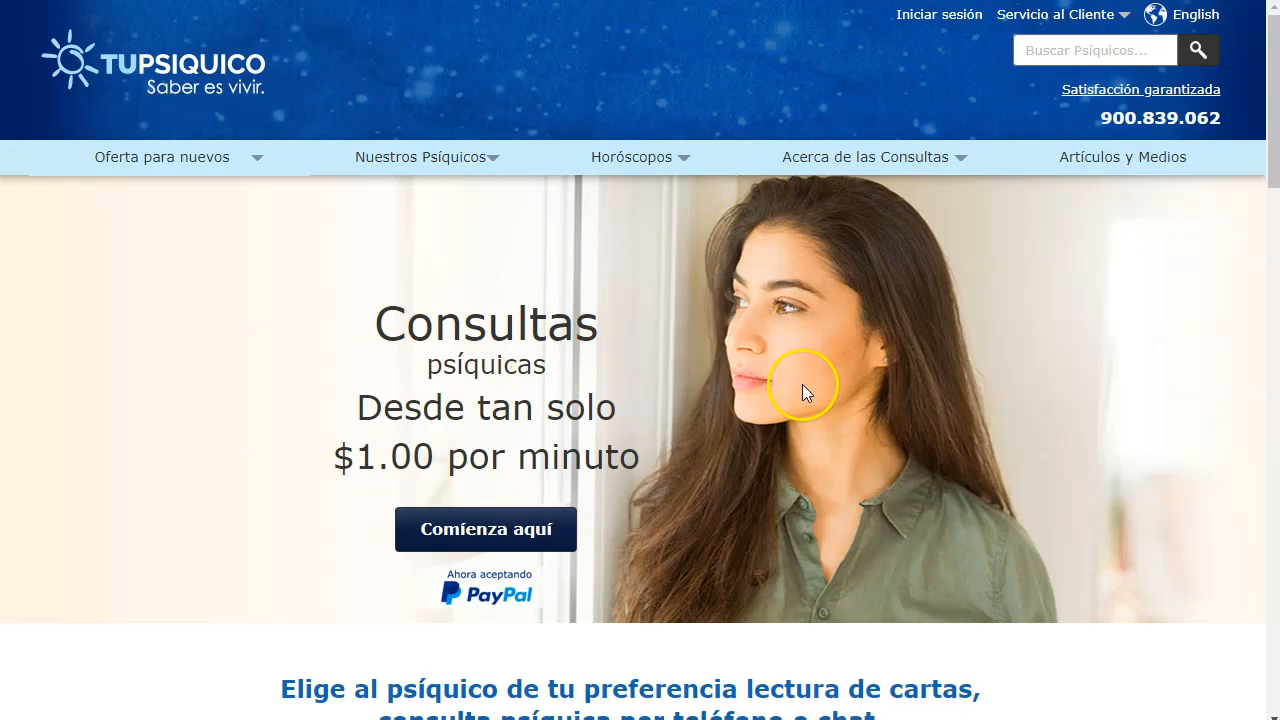 Iniciar sesión Servicio al Cliente English
TUPSIQUICO
Saber es vivir.
Buscar Psíquicos...
Satisfacción garantizada
900.839.062
Oferta para nuevos Nuestros Psíquicos Horóscopos Acerca de las Consultas Artículos y Medios
Consultas
psíquicas
Desde tan solo
$1.00 por minuto
Comíenza aquí
Ahora aceptando
PayPal
Elige al psíquico de tu preferencia lectura de cartas,
consulta psíquica por teléfono o chat